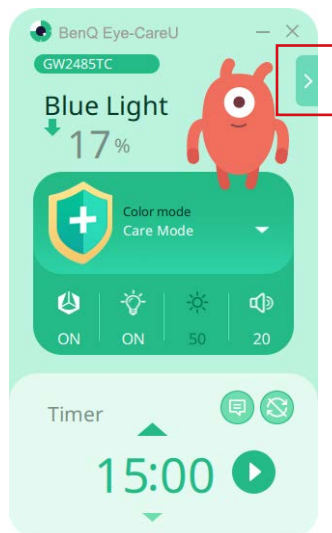 BenQ Eye-CareU
GW2485TC
Blue Light
17 %
Color mode
Care Mode
ON ON 50 20
Timer
15:00